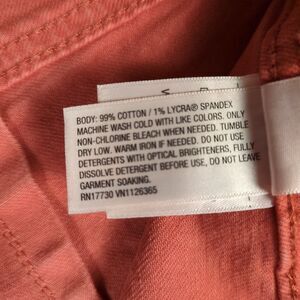 BODY: 99% COTTON / 1% LYCRA® SPANDEX
MACHINE WASH COLD WITH LIKE COLORS. ONLY
NON-CHLORINE BLEACH WHEN NEEDED. TUMBLE
DRY LOW. WARM IRON IF NEEDED. DO NOT USE
DETERGENTS WITH OPTICAL BRIGHTENERS, FULLY
DISSOLVE DETERGENT BEFORE USE, DO NOT LEAVE
GARMENT SOAKING.
RN17730 VN1126365